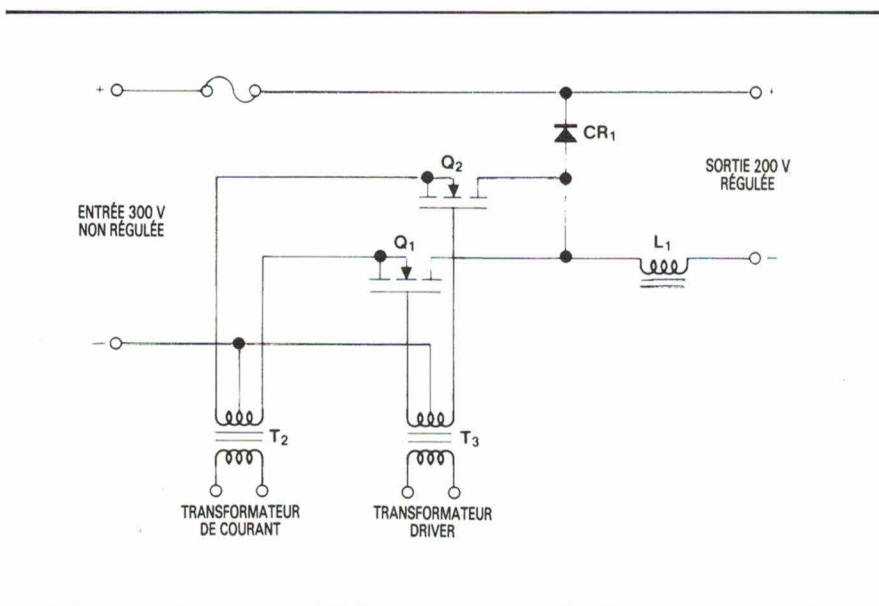 +
+
CR1
Q2
SORTIE 200 V
RÉGULÉE
ENTRÉE 300 V
NON RÉGULÉE
Q1
L1
−
−
T2
T3
TRANSFORMATEUR
DE COURANT
TRANSFORMATEUR
DRIVER